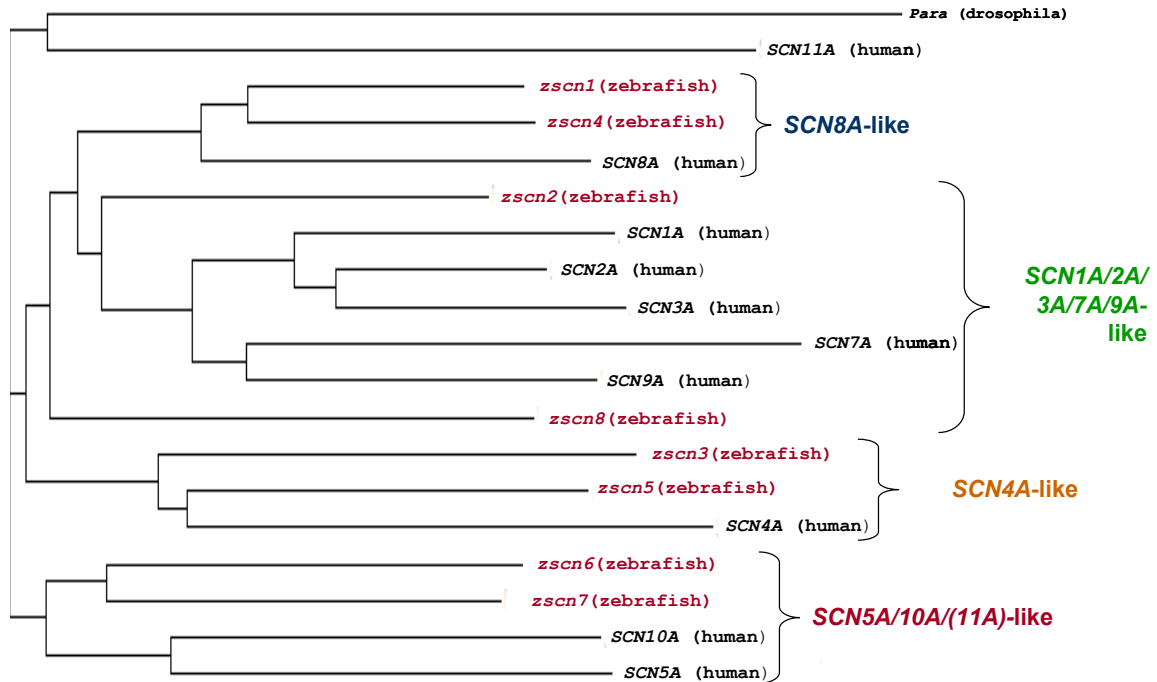 Para (drosophila)
SCN11A (human)
zscn1(zebrafish)
zscn4(zebrafish)
SCN8A-like
SCN8A (human)
zscn2(zebrafish)
SCN1A (human)
SCN2A (human)
SCN1A/2A/
3A/7A/9A-
like
SCN3A (human)
SCN7A (human)
SCN9A (human)
zscn8(zebrafish)
zscn3(zebrafish)
zscn5(zebrafish)
SCN4A-like
SCN4A (human)
zscn6(zebrafish)
zscn7(zebrafish)
SCN5A/10A/(11A)-like
SCN10A (human)
SCN5A (human)